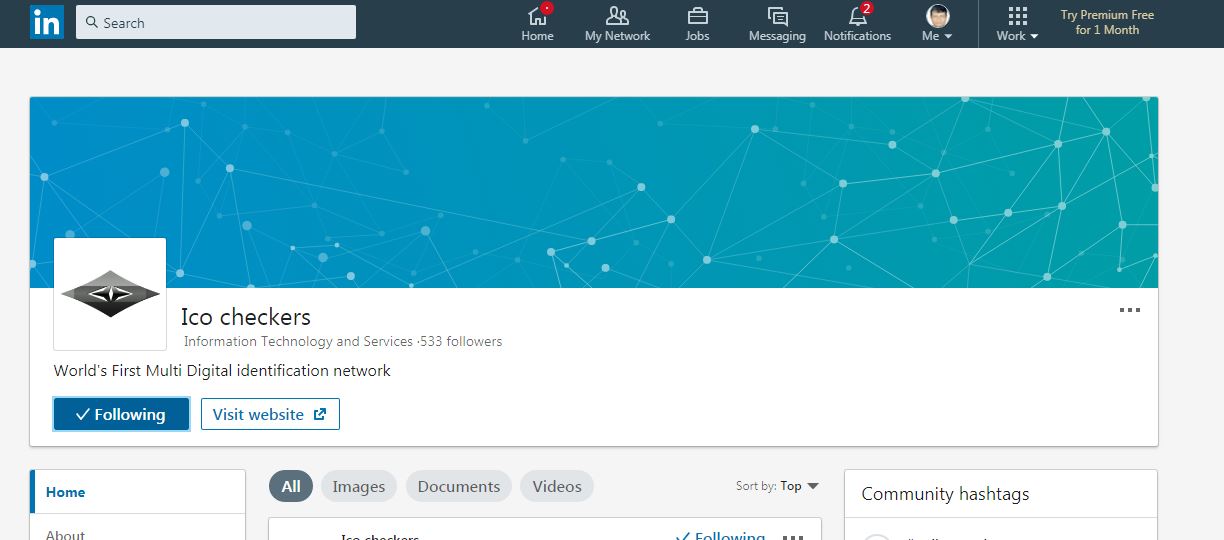 in
Search
Home
My Network
Jobs
Messaging
2
Notifications
Me
Work
Try Premium Free
for 1 Month
Ico checkers
Information Technology and Services ·533 followers
World's First Multi Digital identification network
Following
Visit website
Home
About
All
Images
Documents
Videos
Sort by: Top
Community hashtags
Ico checkers
Following